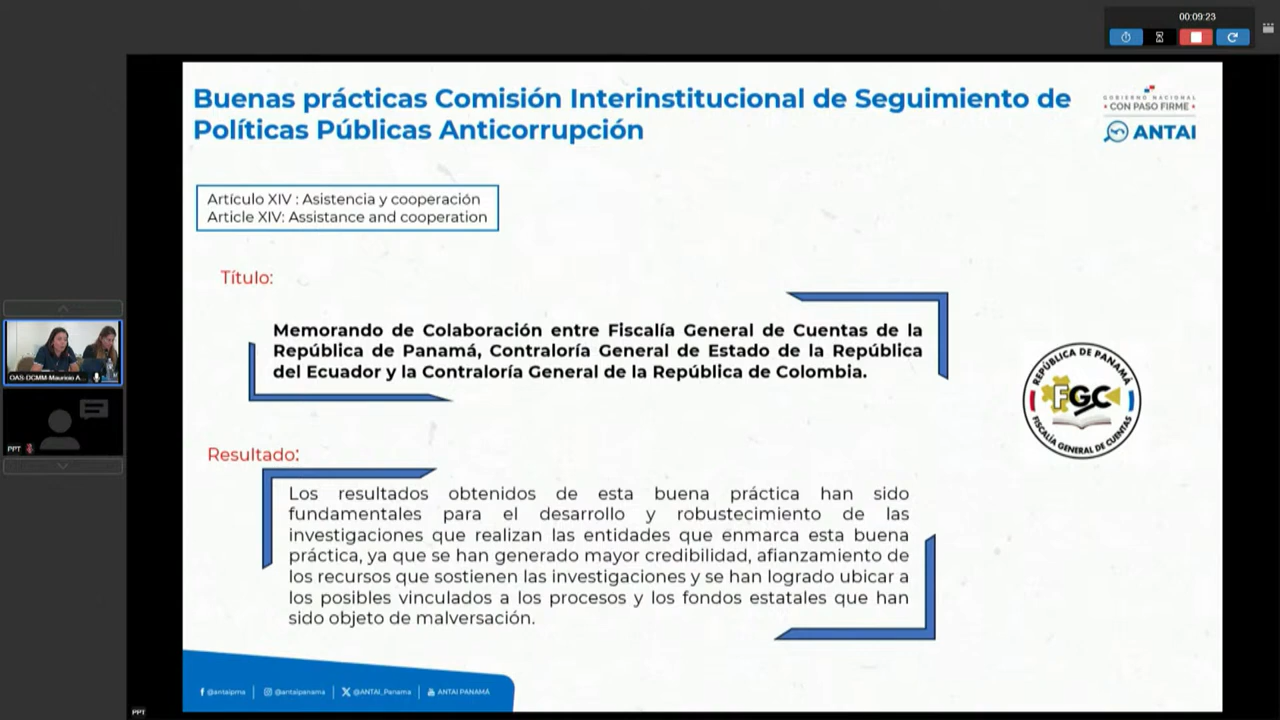 00:09:23
Buenas prácticas Comisión Interinstitucional de Seguimiento de
Políticas Públicas Anticorrupción
GOBIERNO NACIONAL
CON PASO FIRME
ANTAI
Artículo XIV : Asistencia y cooperación
Article XIV: Assistance and cooperation
Título:
Memorando de Colaboración entre Fiscalía General de Cuentas de la
República de Panamá, Contraloría General de Estado de la República
del Ecuador y la Contraloría General de la República de Colombia.
REPÚBLICA DE PANAMÁ
FGC
FISCALÍA GENERAL DE CUENTAS
OAS-DCMM-Mauricio A...
PPT
Resultado:
Los resultados obtenidos de esta buena práctica han sido
fundamentales para el desarrollo y robustecimiento de las
investigaciones que realizan las entidades que enmarca esta buena
práctica, ya que se han generado mayor credibilidad, afianzamiento de
los recursos que sostienen las investigaciones y se han logrado ubicar a
los posibles vinculados a los procesos y los fondos estatales que han
sido objeto de malversación.
@antaipma
@antaipanama
@ANTAI_Panama
ANTAI PANAMÁ
PPT